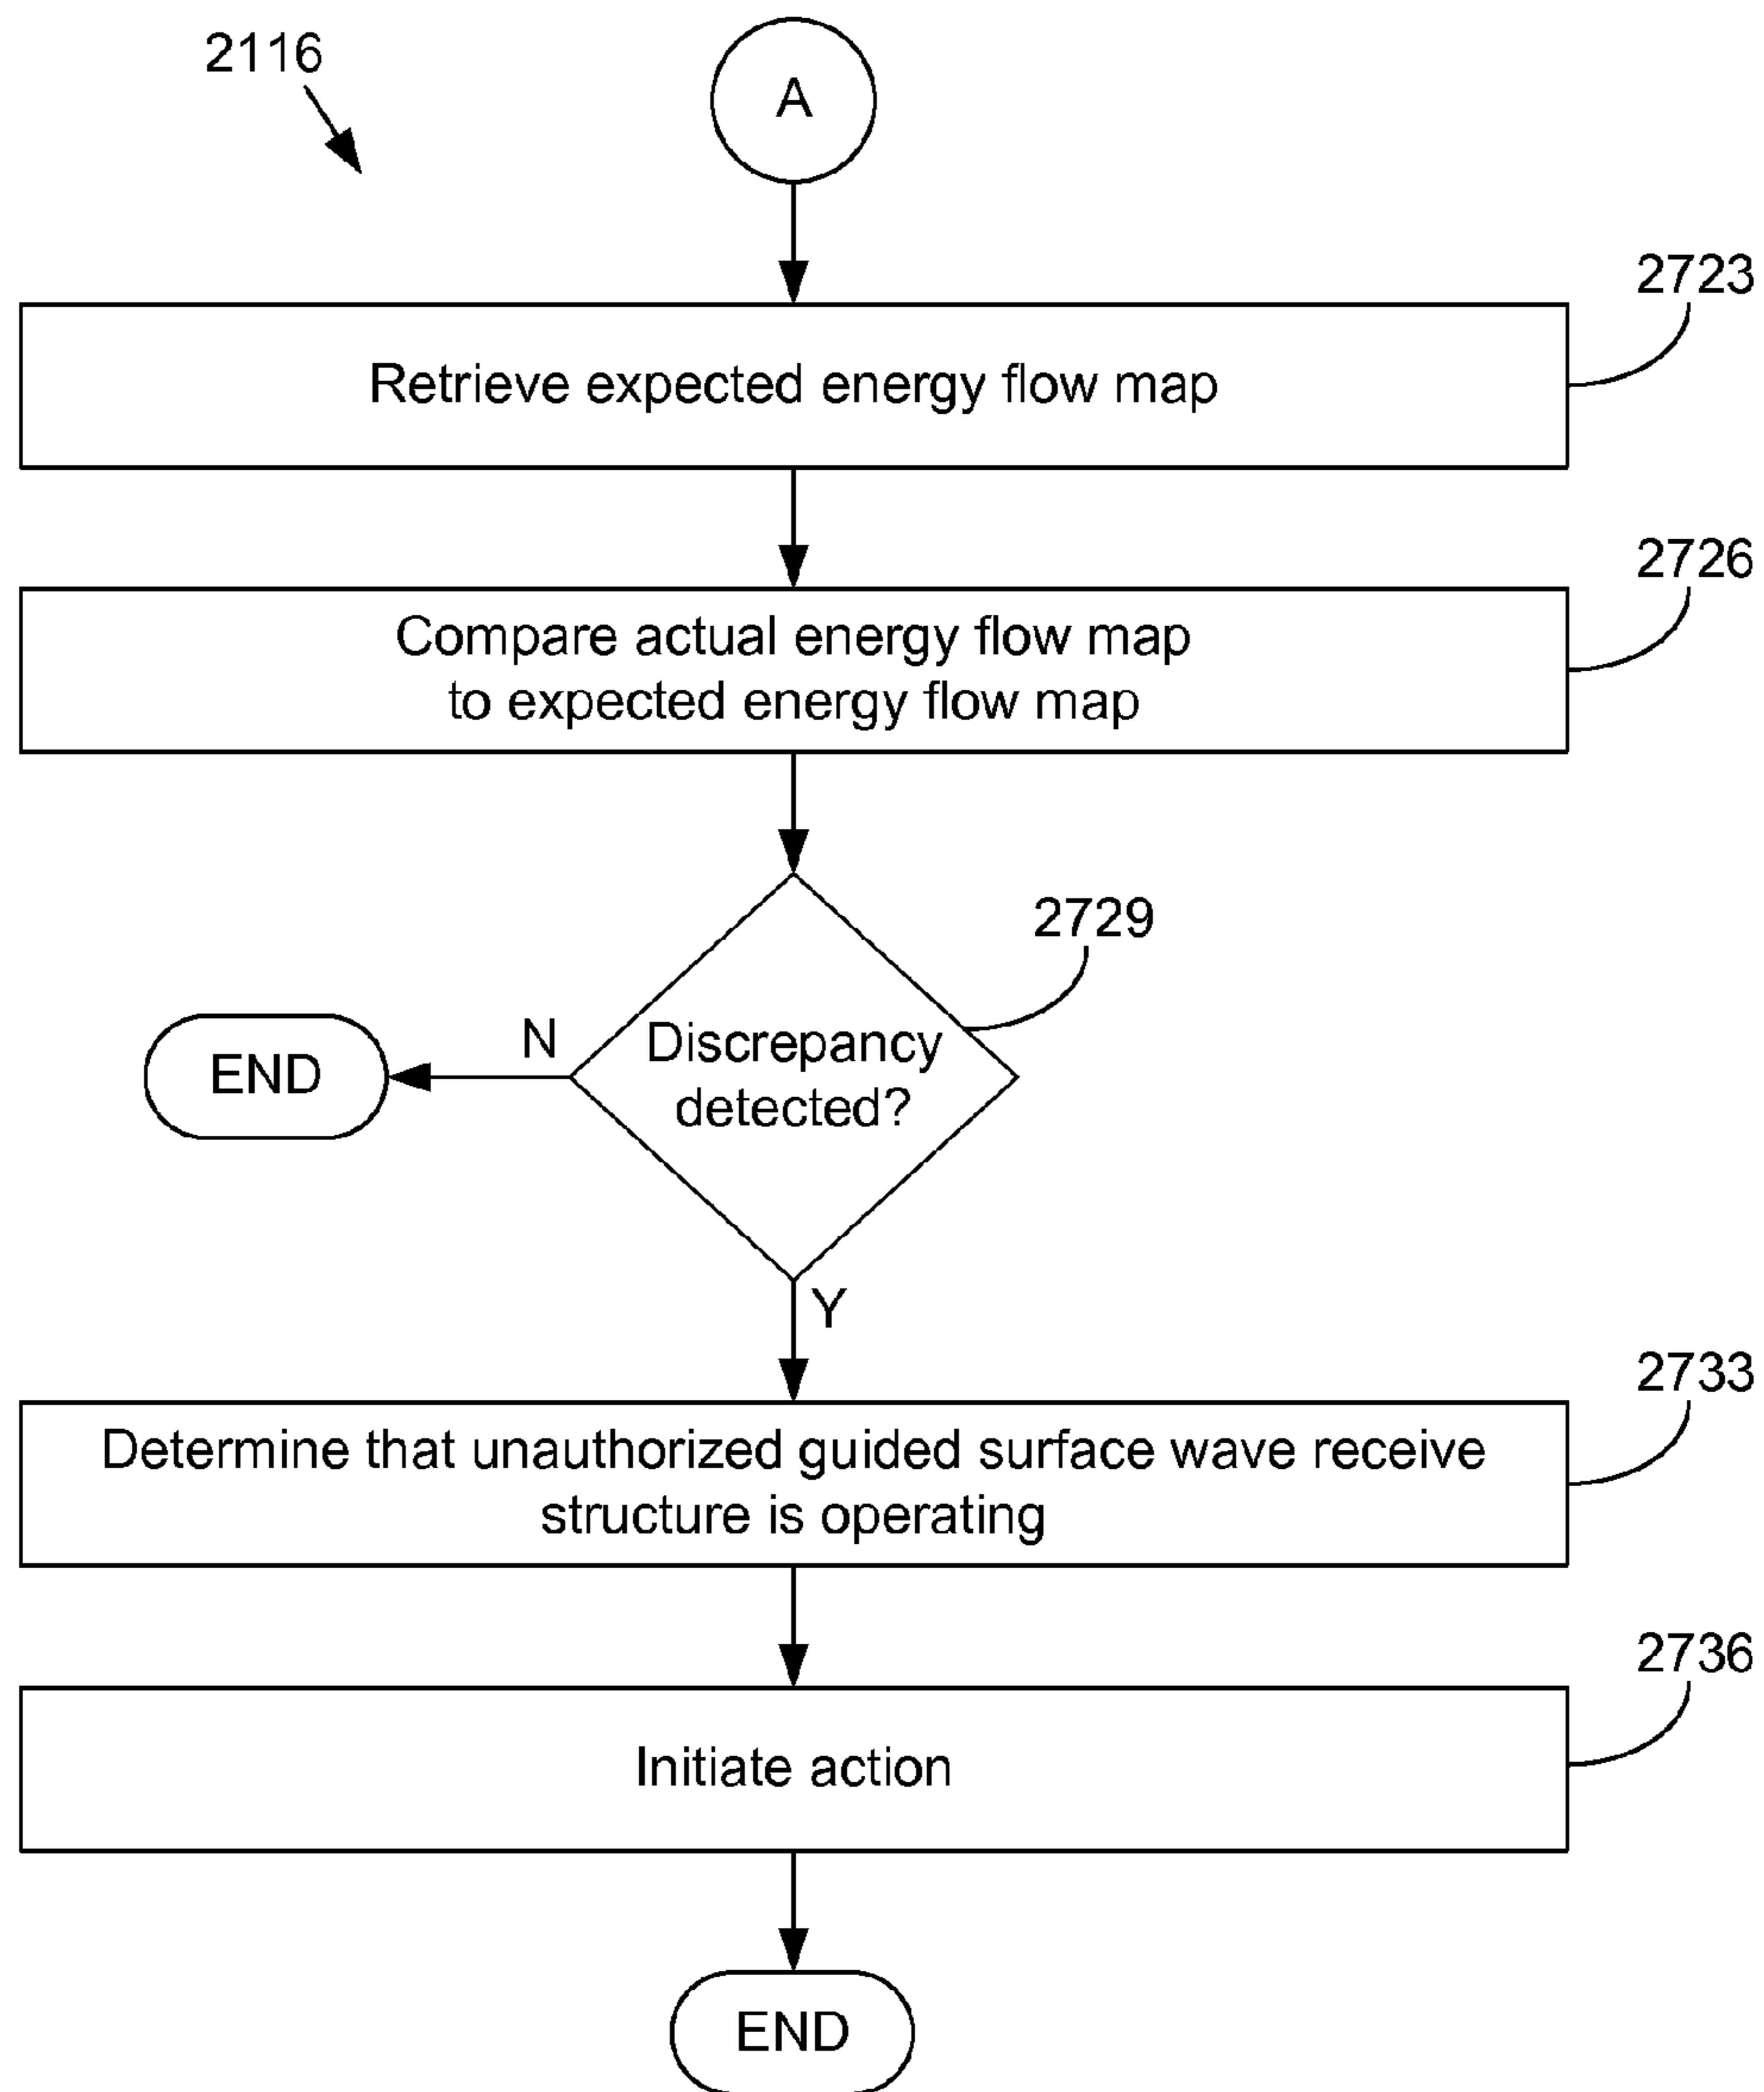 2116
A
2723
Retrieve expected energy flow map
2726
Compare actual energy flow map
to expected energy flow map
2729
Discrepancy
detected?
N
END
Y
2733
Determine that unauthorized guided surface wave receive
structure is operating
2736
Initiate action
END